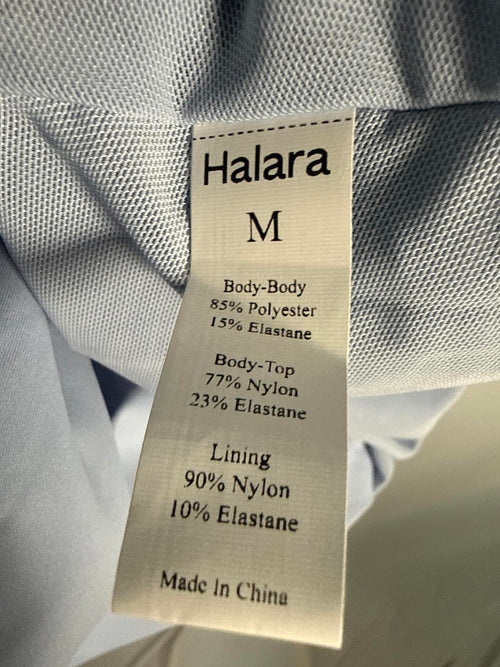 Halara
M
Body-Body
85% Polyester
15% Elastane
Body-Top
77% Nylon
23% Elastane
Lining
90% Nylon
10% Elastane
Made In China